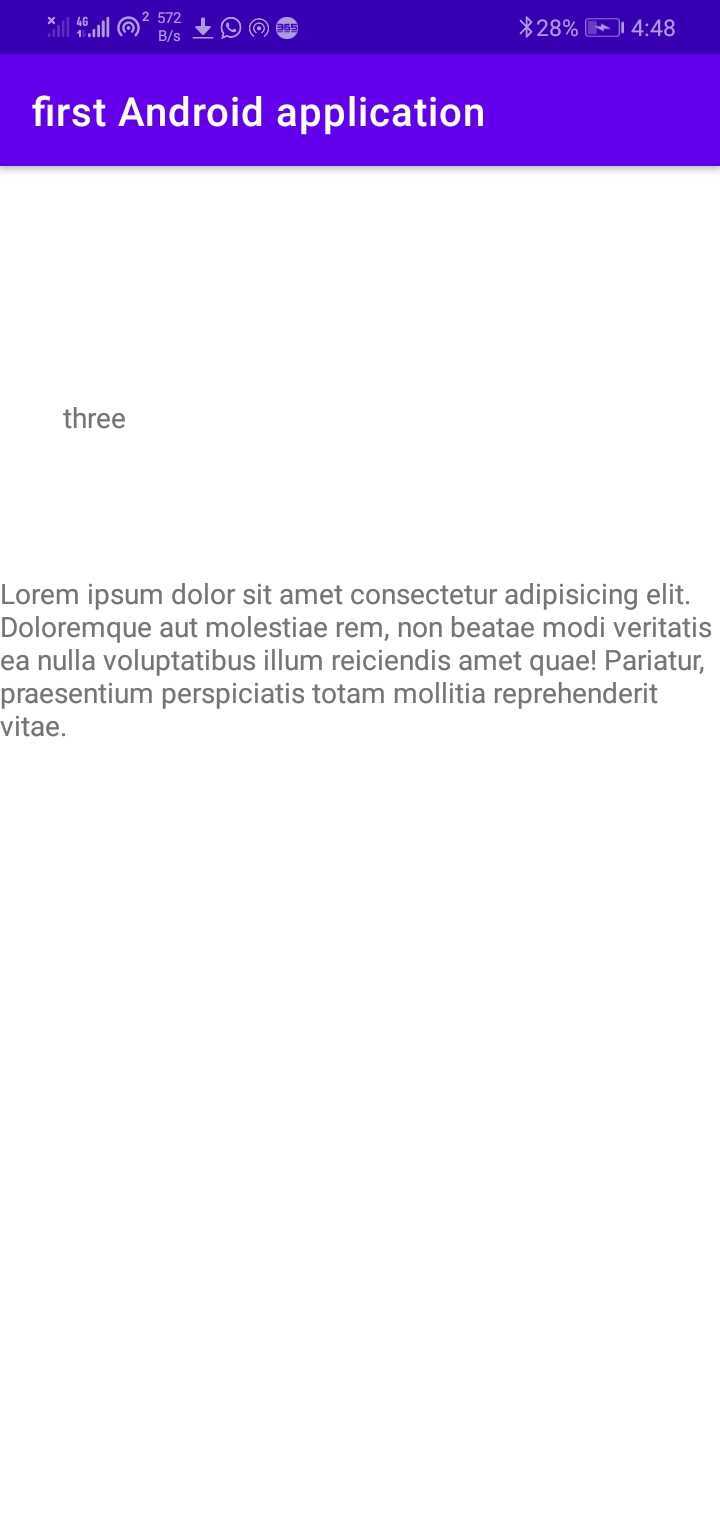 4G
2
572
B/s
365
28%
4:48
first Android application
three
Lorem ipsum dolor sit amet consectetur adipisicing elit.
Doloremque aut molestiae rem, non beatae modi veritatis
ea nulla voluptatibus illum reiciendis amet quae! Pariatur,
praesentium perspiciatis totam mollitia reprehenderit
vitae.